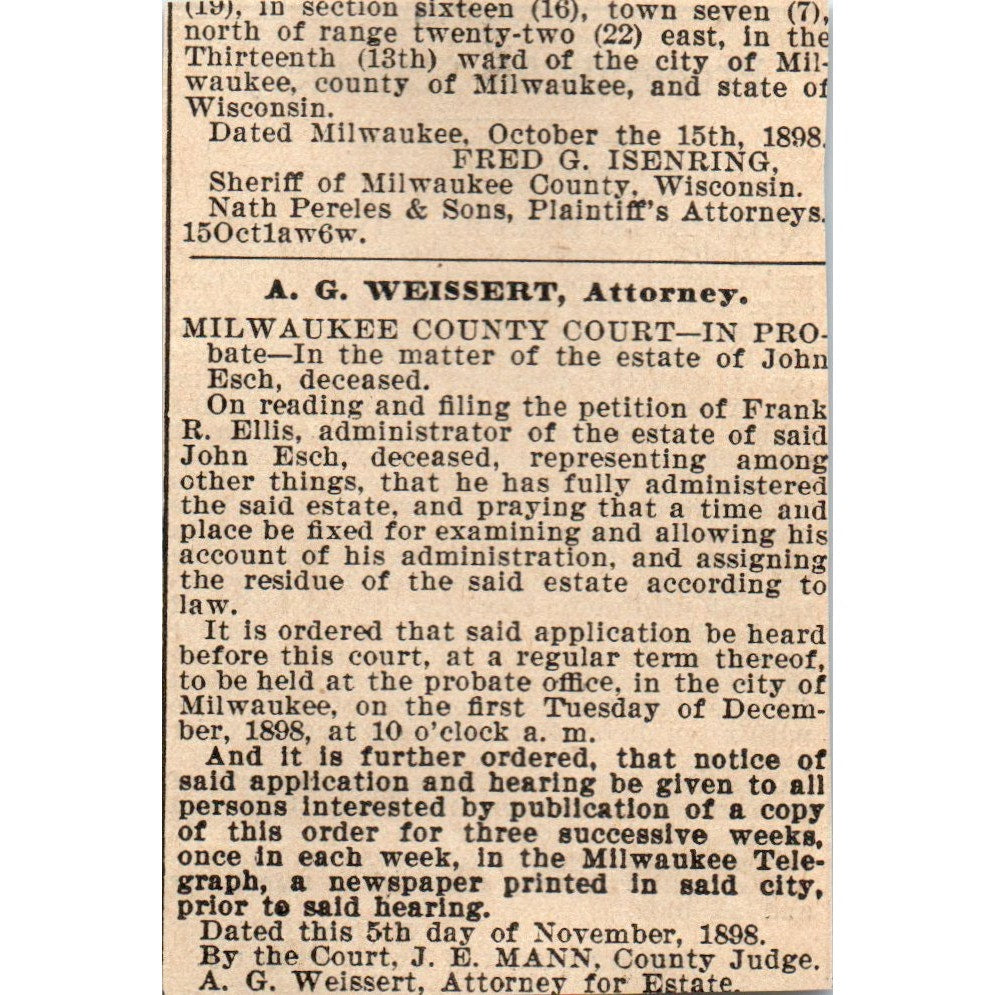 (19), in section sixteen (16), town seven (7),
north of range twenty-two (22) east, in the
Thirteenth (13th) ward of the city of Mil-
waukee, county of Milwaukee, and state of
Wisconsin.
Dated Milwaukee, October the 15th, 1898.
FRED G. ISENRING,
Sheriff of Milwaukee County, Wisconsin.
Nath Pereles & Sons, Plaintiff's Attorneys.
15Oct1aw6w.
A. G. WEISSERT, Attorney.
MILWAUKEE COUNTY COURT—IN PRO-
bate—In the matter of the estate of John
Esch, deceased.
On reading and filing the petition of Frank
R. Ellis, administrator of the estate of said
John Esch, deceased, representing among
other things, that he has fully administered
the said estate, and praying that a time and
place be fixed for examining and allowing his
account of his administration, and assigning
the residue of the said estate according to
law.
It is ordered that said application be heard
before this court, at a regular term thereof,
to be held at the probate office, in the city of
Milwaukee, on the first Tuesday of Decem-
ber, 1898, at 10 o'clock a. m.
And it is further ordered, that notice of
said application and hearing be given to all
persons interested by publication of a copy
of this order for three successive weeks,
once in each week, in the Milwaukee Tele-
graph, a newspaper printed in said city,
prior to said hearing.
Dated this 5th day of November, 1898.
By the Court, J. E. MANN, County Judge.
A. G. Weissert, Attorney for Estate.